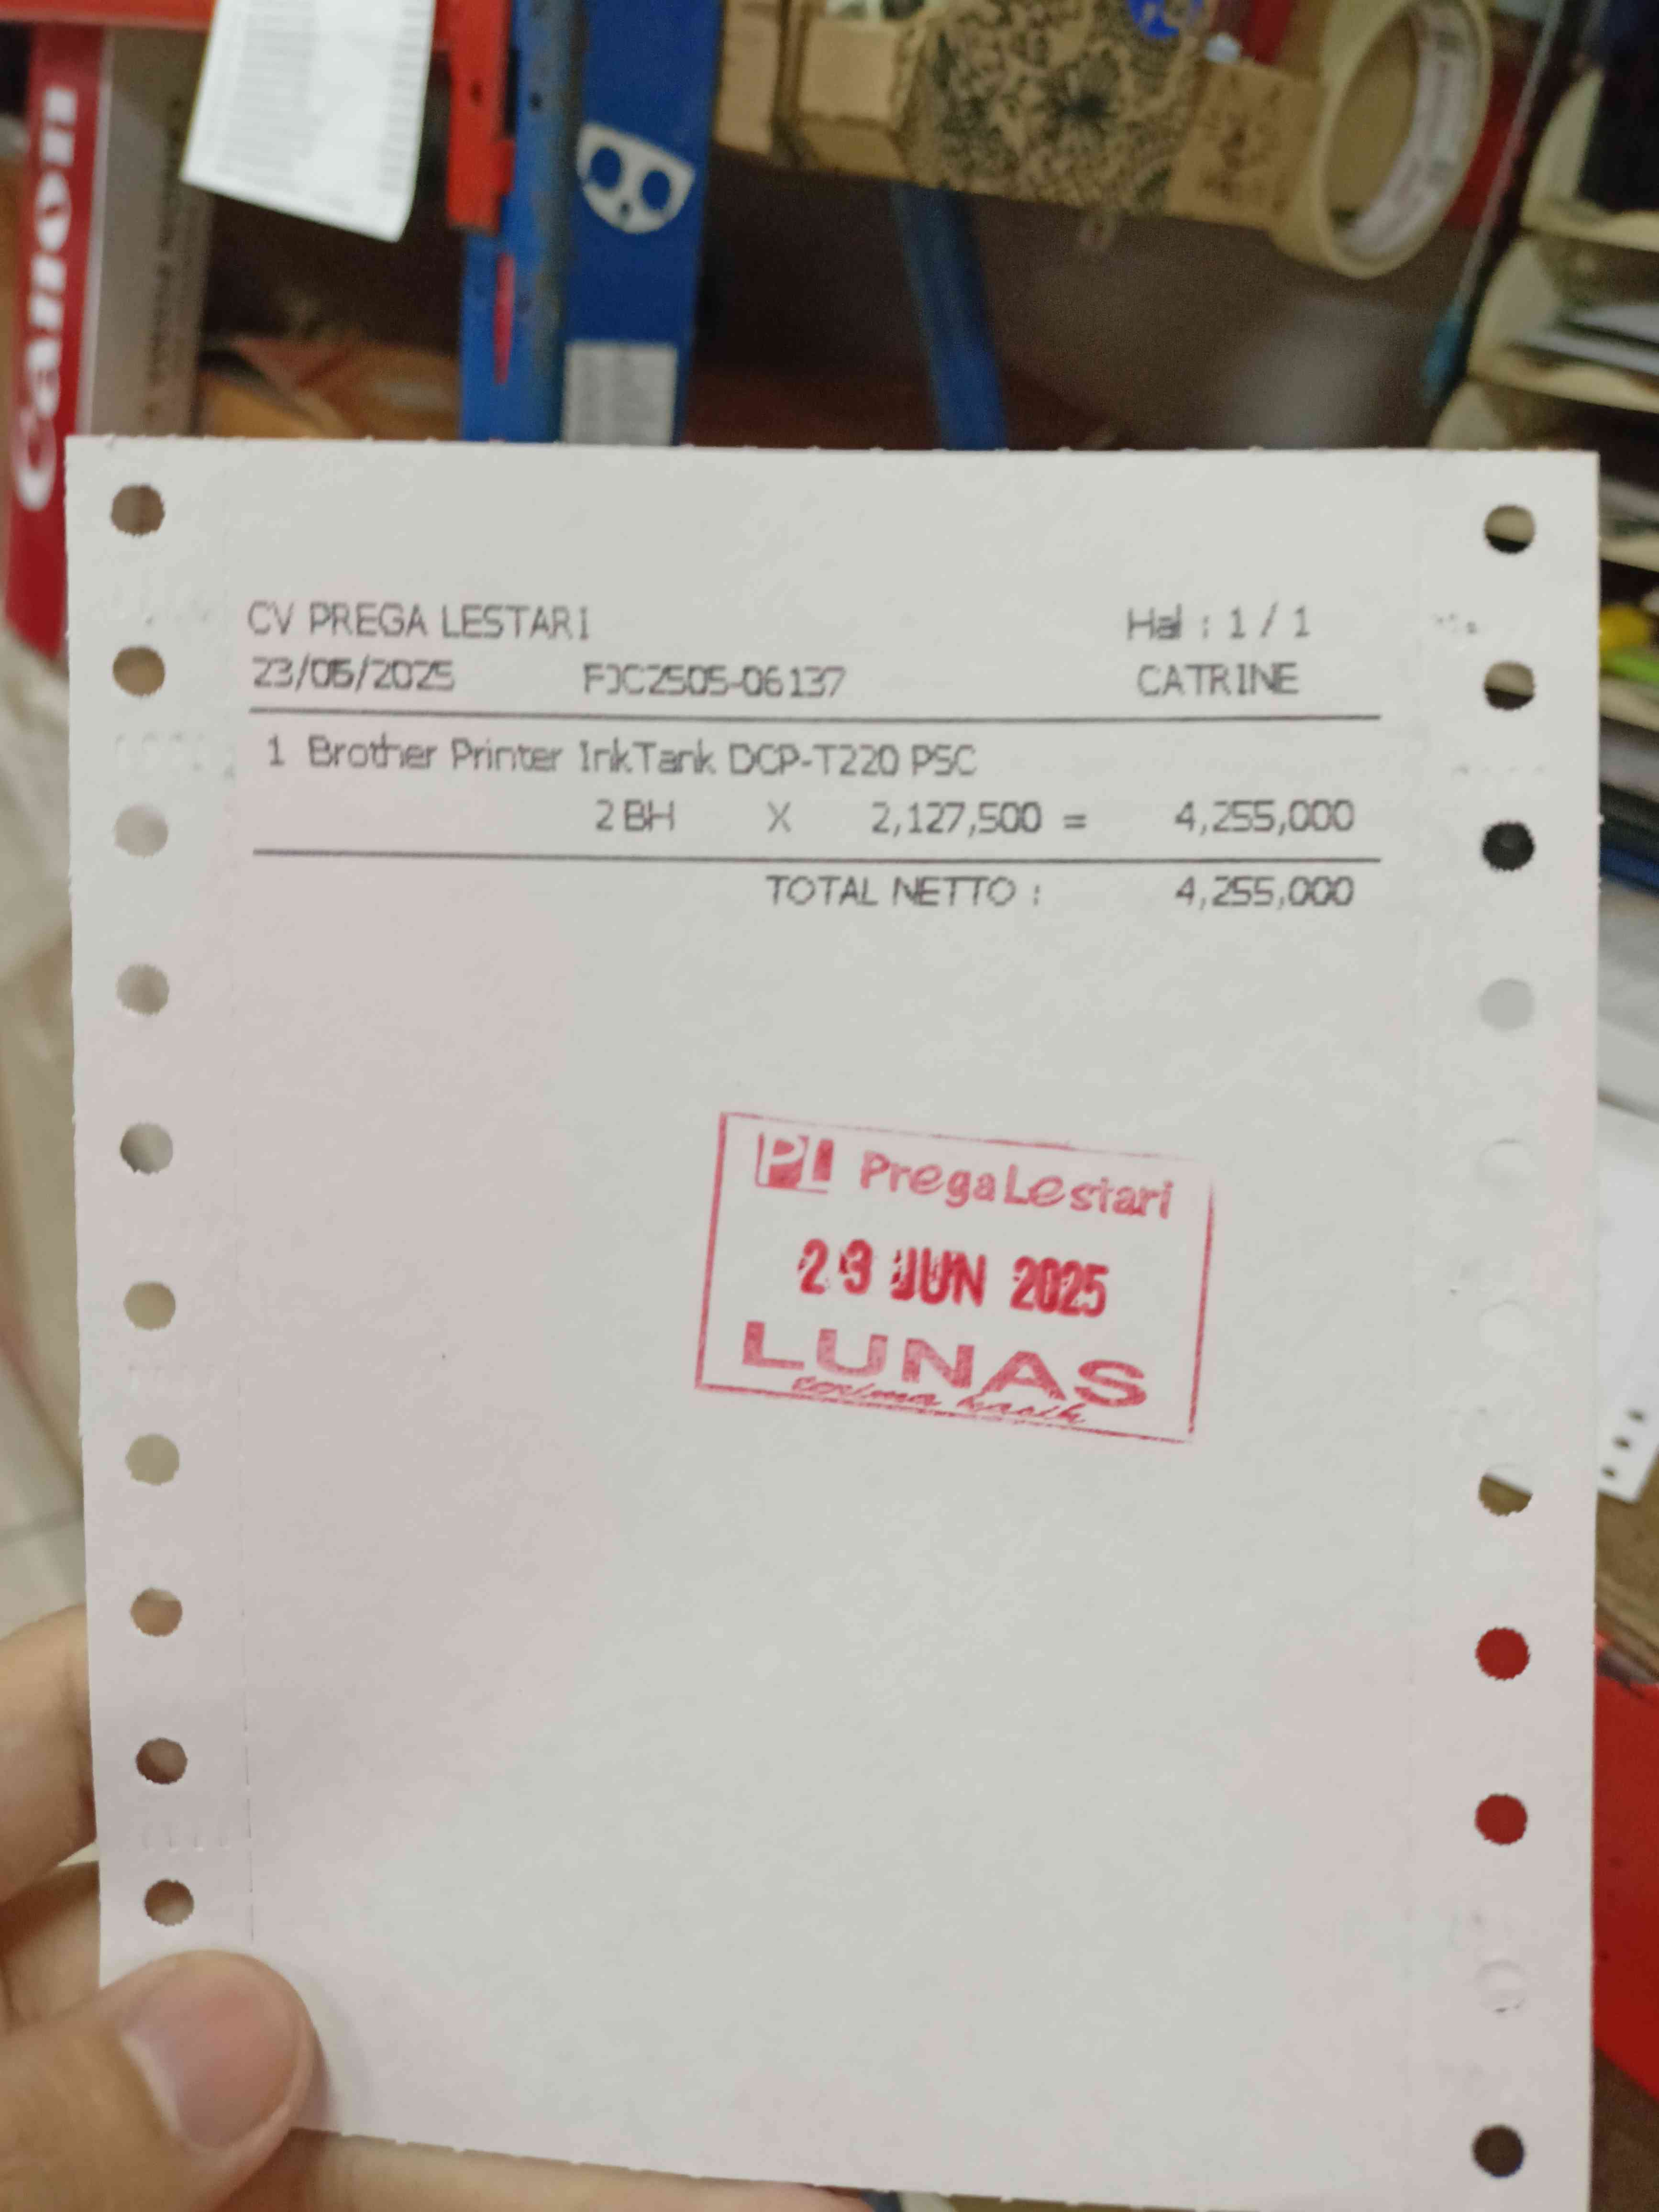 Canon
CV PREGA LESTARI
Hal : 1 / 1
23/05/2025 FJC2505-06137 CATRINE
1 Brother Printer InkTank DCP-T220 PSC
2 BH X 2,127,500 = 4,255,000
TOTAL NETTO : 4,255,000
PL PregaLestari
23 JUN 2025
LUNAS
terima kasih